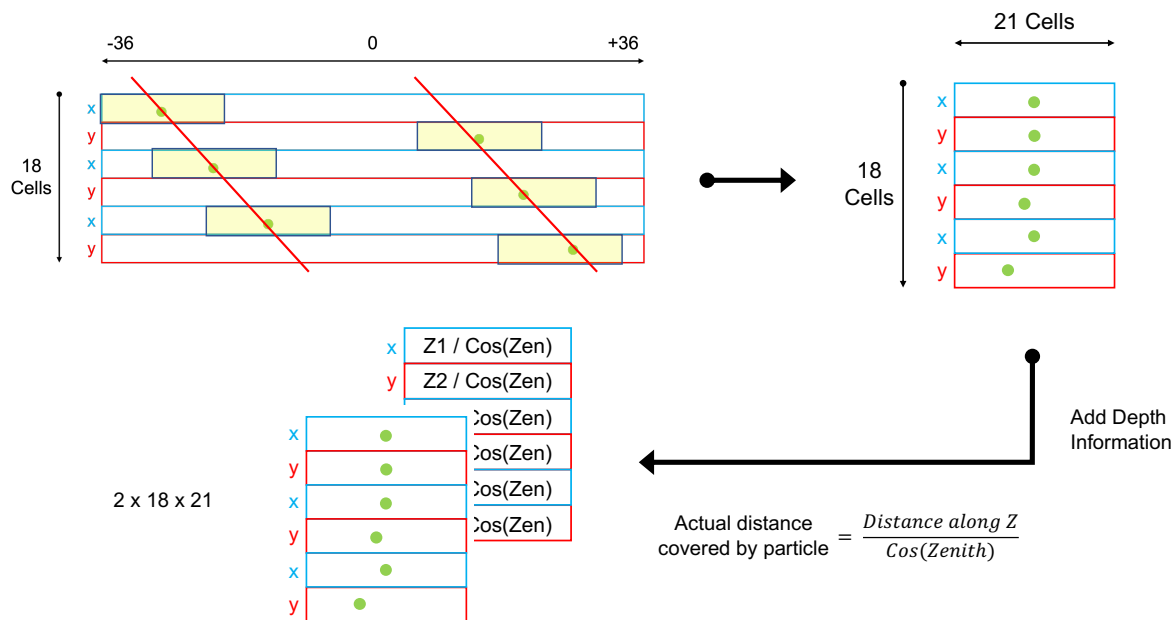 -36 0 +36
21 Cells
x
y
x
y
x
y
18
Cells
x
y
x
y
x
y
18
Cells
x Z1 / Cos(Zen)
y Z2 / Cos(Zen)
Cos(Zen)
Cos(Zen)
Cos(Zen)
Cos(Zen)
x
y
x
y
x
y
2 x 18 x 21
Add Depth
Information
Actual distance
covered by particle = Distance along Z / Cos(Zenith)